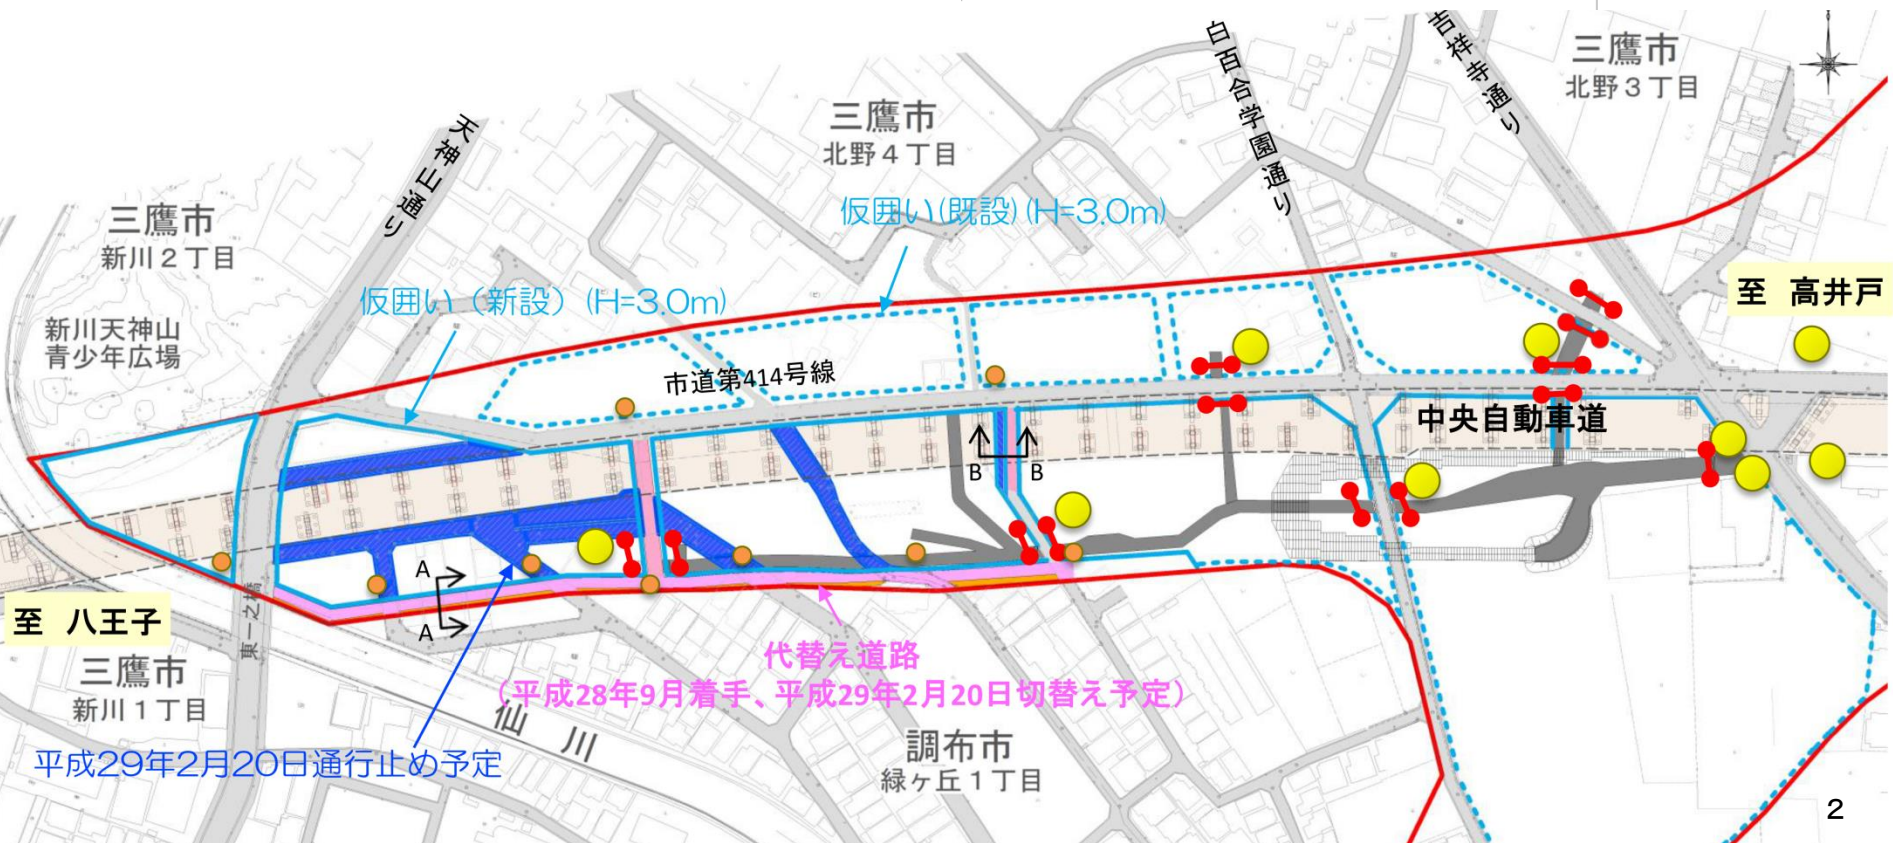 三鷹市
北野３丁目
吉祥寺通り
白百合学園通り
三鷹市
北野４丁目
天神山通り
仮囲い(既設)(H=3.0m)
三鷹市
新川２丁目
仮囲い（新設）(H=3.0m)
至　高井戸
新川天神山
青少年広場
市道第414号線
中央自動車道
B
B
A
A
至　八王子
東一之橋
三鷹市
新川１丁目
代替え道路
（平成28年9月着手、平成29年2月20日切替え予定）
仙川
平成29年2月20日通行止め予定
調布市
緑ヶ丘１丁目
2